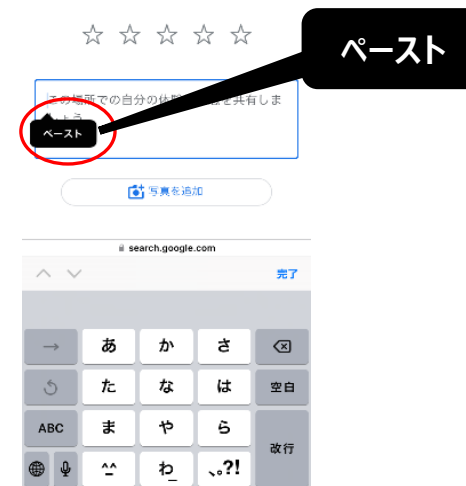 ペースト
この場所での自分の体験や感想を共有しま
しょう
ペースト
写真を追加
search.google.com
完了
→ あ か さ
た な は 空白
ABC ま や ら
改行
^_^ わ_ 、。?!